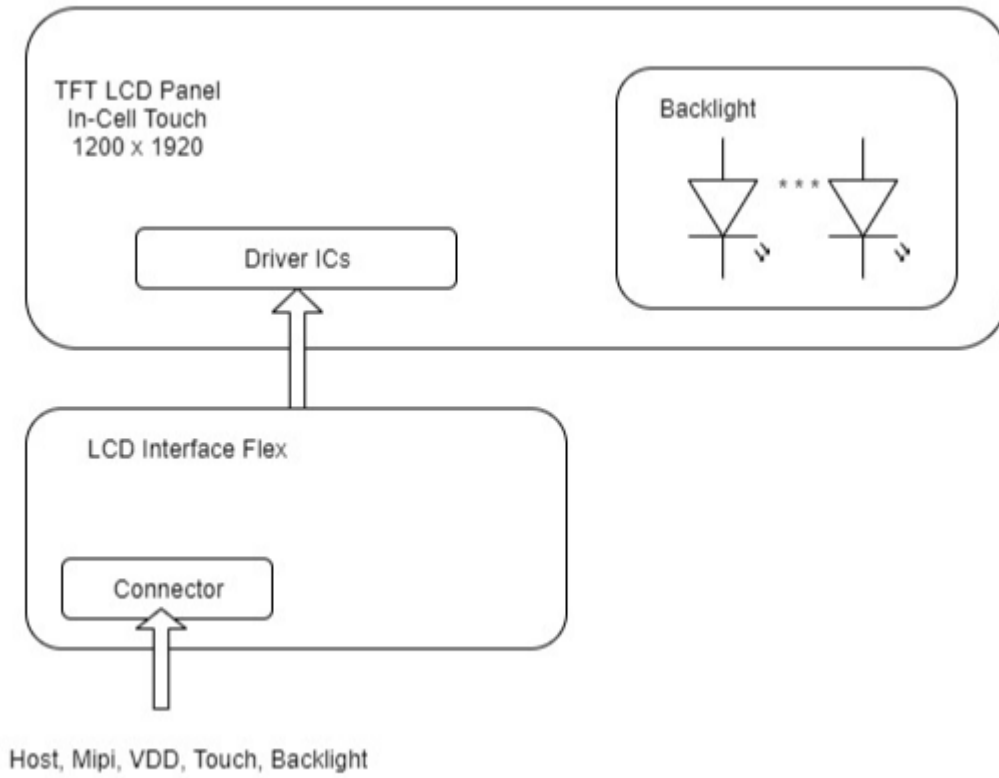 TFT LCD Panel
In-Cell Touch
1200 x 1920
Backlight
* * *
Driver ICs
LCD Interface Flex
Connector
Host, Mipi, VDD, Touch, Backlight